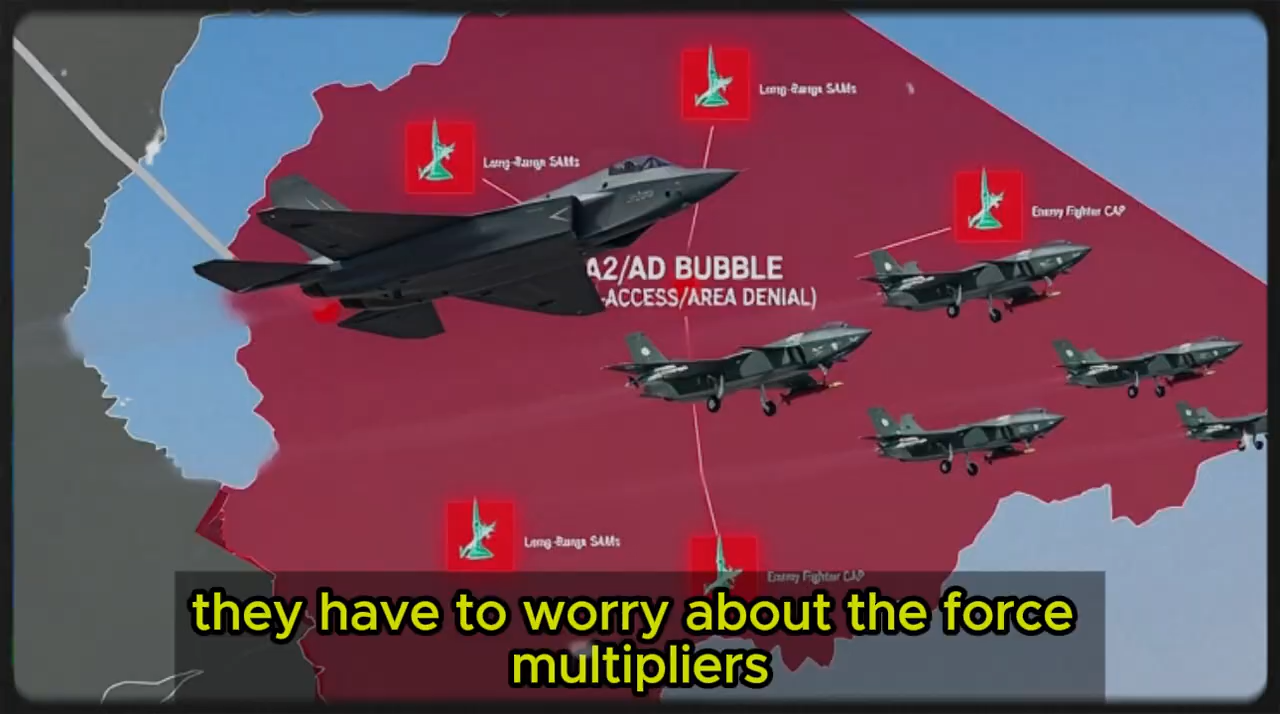 Long-Range SAMs
Long-Range SAMs
Enemy Fighter CAP
A2/AD BUBBLE
-ACCESS/AREA DENIAL)
Long-Range SAMs
Enemy Fighter CAP
they have to worry about the force
multipliers